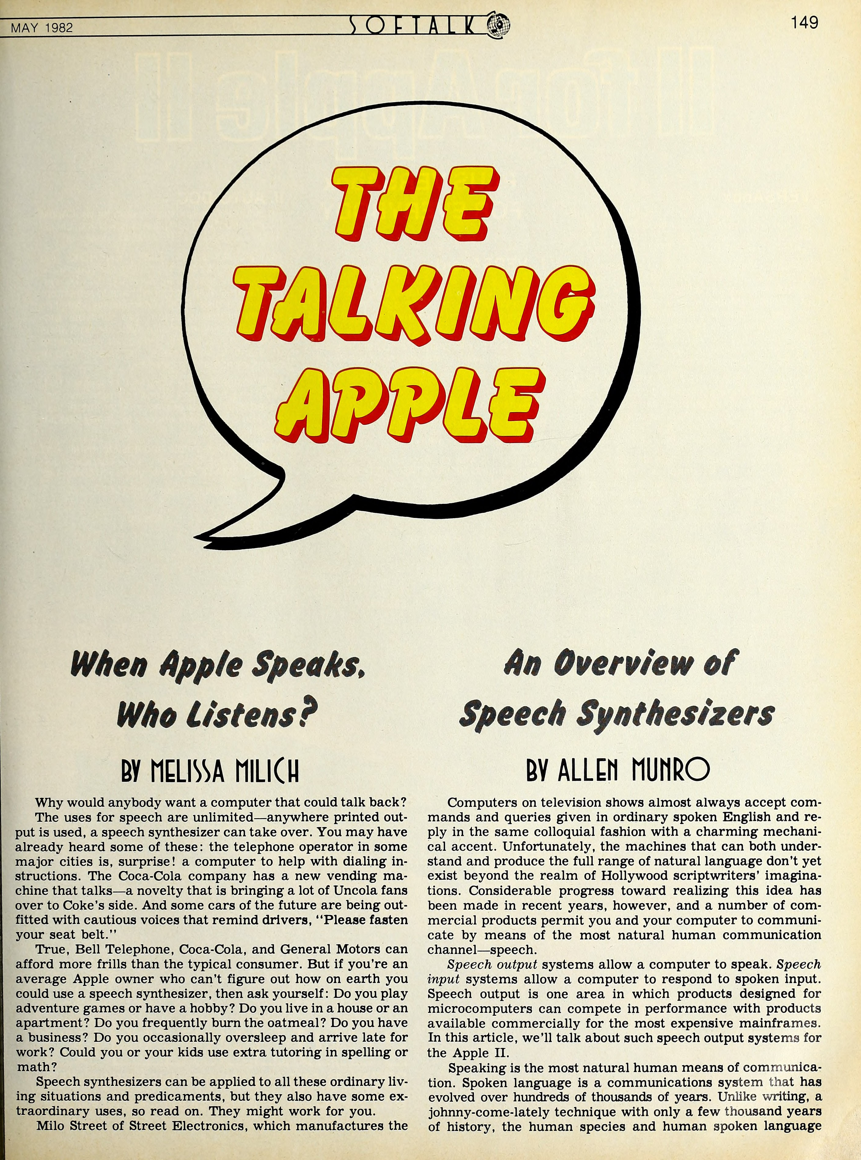 MAY 1982
SOFTALK
149
THE
TALKING
APPLE
When Apple Speaks,
Who Listens?
BY MELISSA MILICH
Why would anybody want a computer that could talk back?
The uses for speech are unlimited—anywhere printed out-
put is used, a speech synthesizer can take over. You may have
already heard some of these: the telephone operator in some
major cities is, surprise! a computer to help with dialing in-
structions. The Coca-Cola company has a new vending ma-
chine that talks—a novelty that is bringing a lot of Uncola fans
over to Coke's side. And some cars of the future are being out-
fitted with cautious voices that remind drivers, "Please fasten
your seat belt."
True, Bell Telephone, Coca-Cola, and General Motors can
afford more frills than the typical consumer. But if you're an
average Apple owner who can't figure out how on earth you
could use a speech synthesizer, then ask yourself: Do you play
adventure games or have a hobby? Do you live in a house or an
apartment? Do you frequently burn the oatmeal? Do you have
a business? Do you occasionally oversleep and arrive late for
work? Could you or your kids use extra tutoring in spelling or
math?
Speech synthesizers can be applied to all these ordinary liv-
ing situations and predicaments, but they also have some ex-
traordinary uses, so read on. They might work for you.
Milo Street of Street Electronics, which manufactures the
An Overview of
Speech Synthesizers
BY ALLEN MUNRO
Computers on television shows almost always accept com-
mands and queries given in ordinary spoken English and re-
ply in the same colloquial fashion with a charming mechani-
cal accent. Unfortunately, the machines that can both under-
stand and produce the full range of natural language don't yet
exist beyond the realm of Hollywood scriptwriters' imagina-
tions. Considerable progress toward realizing this idea has
been made in recent years, however, and a number of com-
mercial products permit you and your computer to communi-
cate by means of the most natural human communication
channel—speech.
Speech output systems allow a computer to speak. Speech
input systems allow a computer to respond to spoken input.
Speech output is one area in which products designed for
microcomputers can compete in performance with products
available commercially for the most expensive mainframes.
In this article, we'll talk about such speech output systems for
the Apple II.
Speaking is the most natural human means of communica-
tion. Spoken language is a communications system that has
evolved over hundreds of thousands of years. Unlike writing, a
johnny-come-lately technique with only a few thousand years
of history, the human species and human spoken language